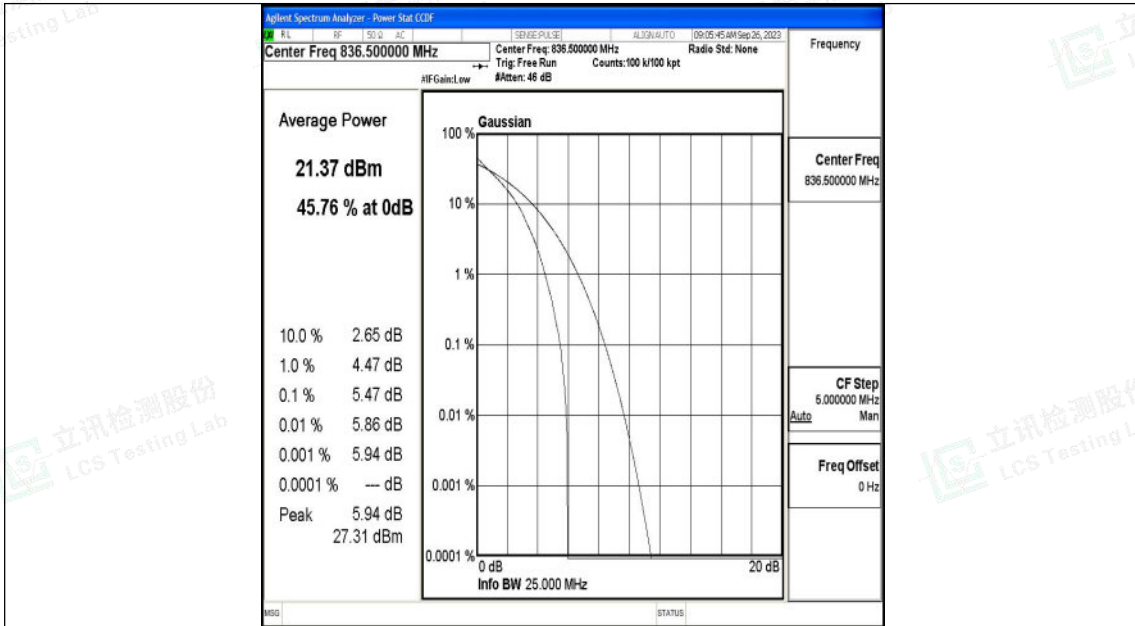 Agilent Spectrum Analyzer - Power Stat CCDF
RL RF 50 Ω AC SENSE:PULSE ALIGNAUTO 09:05:45 AM Sep 26, 2023
Center Freq 836.500000 MHz
Center Freq: 836.500000 MHz Radio Std: None
Trig: Free Run Counts:100 k/100 kpt
#IFGain:Low #Atten: 46 dB
Frequency
Average Power
21.37 dBm
45.76 % at 0dB
10.0 % 2.65 dB
1.0 % 4.47 dB
0.1 % 5.47 dB
0.01 % 5.86 dB
0.001 % 5.94 dB
0.0001 % --- dB
Peak 5.94 dB
27.31 dBm
Gaussian
100 %
10 %
1 %
0.1 %
0.01 %
0.001 %
0.0001 %
0 dB 20 dB
Info BW 25.000 MHz
Center Freq
836.500000 MHz
CF Step
5.000000 MHz
Auto Man
Freq Offset
0 Hz
MSG STATUS
立讯检测股份
LCS Testing Lab
立讯检测股份
LCS Testing L
sting Lab